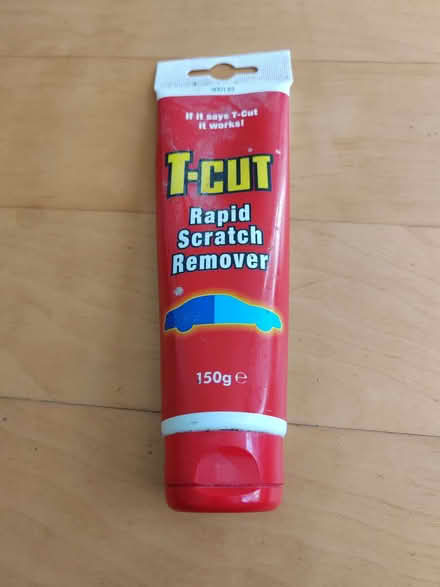 If it says T-Cut
it works!
T-CUT
Rapid
Scratch
Remover
150g ℮